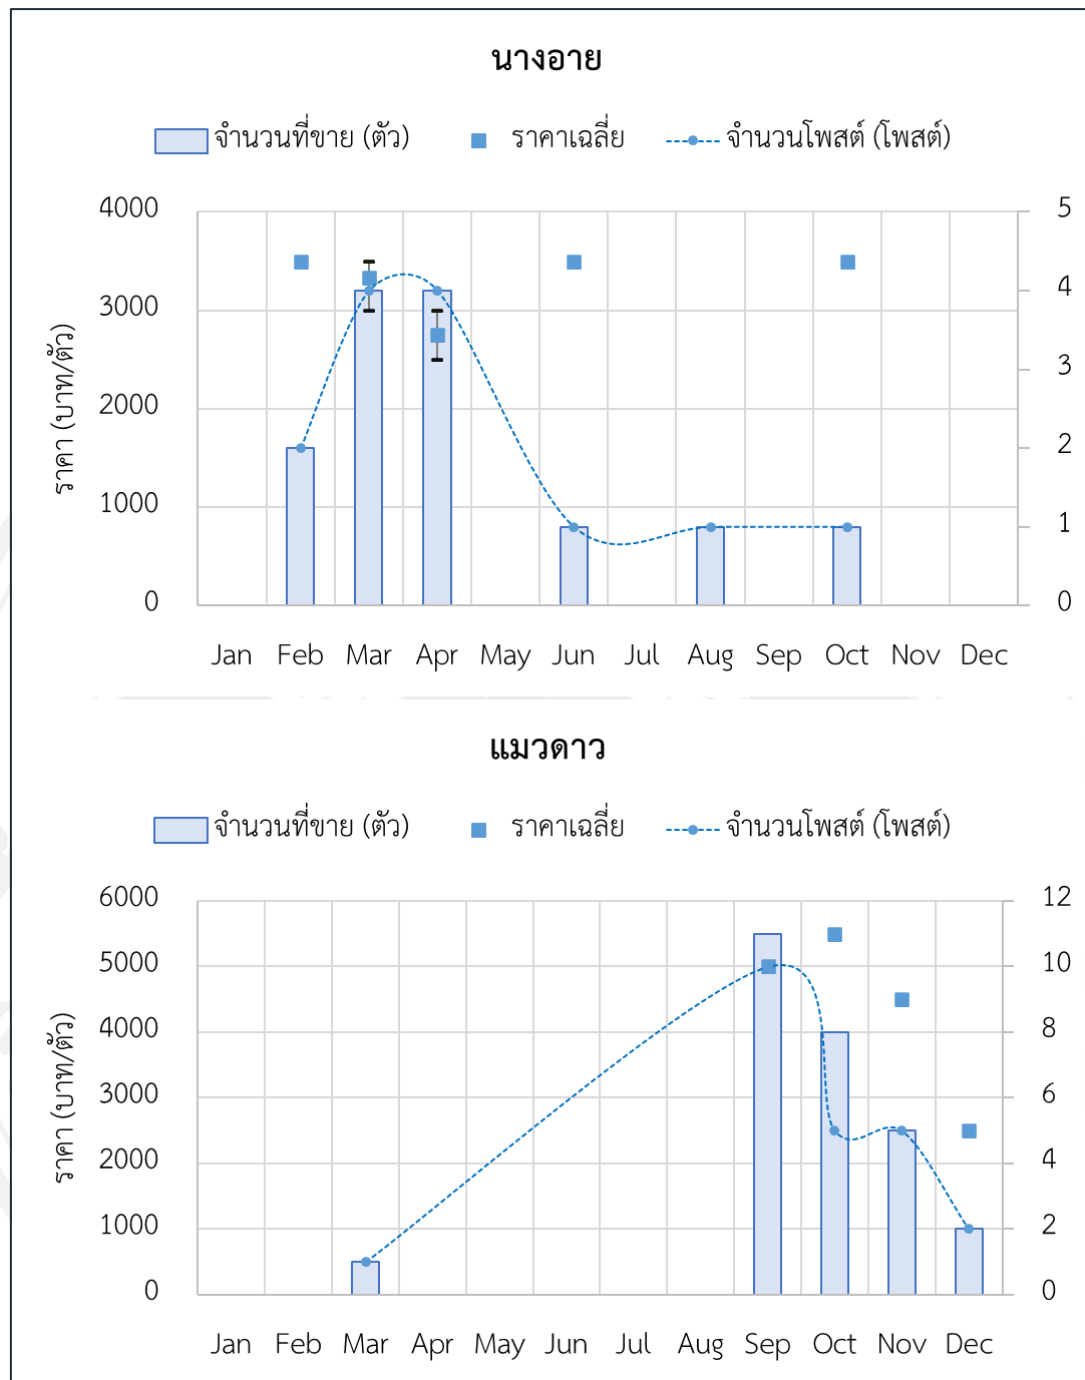 นางอาย
จำนวนที่ขาย (ตัว) ราคาเฉลี่ย จำนวนโพสต์ (โพสต์)
4000 5
4
3000
3
2000
2
1000
1
0 0
ราคา (บาท/ตัว)
Jan Feb Mar Apr May Jun Jul Aug Sep Oct Nov Dec
แมวดาว
จำนวนที่ขาย (ตัว) ราคาเฉลี่ย จำนวนโพสต์ (โพสต์)
6000 12
5000 10
4000 8
3000 6
2000 4
1000 2
0 0
ราคา (บาท/ตัว)
Jan Feb Mar Apr May Jun Jul Aug Sep Oct Nov Dec